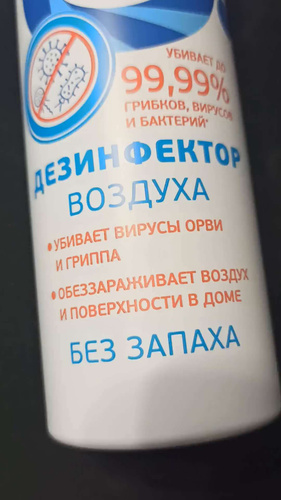 УБИВАЕТ ДО
99,99%
ГРИБКОВ, ВИРУСОВ
И БАКТЕРИЙ*
ДЕЗИНФЕКТОР
ВОЗДУХА
•УБИВАЕТ ВИРУСЫ ОРВИ
И ГРИППА
•ОБЕЗЗАРАЖИВАЕТ ВОЗДУХ
И ПОВЕРХНОСТИ В ДОМЕ
БЕЗ ЗАПАХА